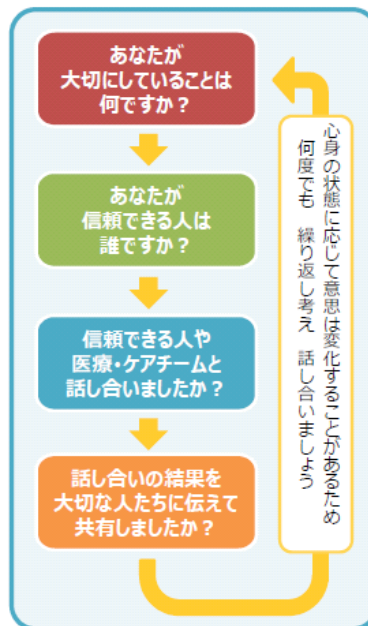 あなたが
大切にしていることは
何ですか？
あなたが
信頼できる人は
誰ですか？
信頼できる人や
医療・ケアチームと
話し合いましたか？
話し合いの結果を
大切な人たちに伝えて
共有しましたか？
心身の状態に応じて意思は変化することがあるため
何度でも　繰り返し考え　話し合いましょう